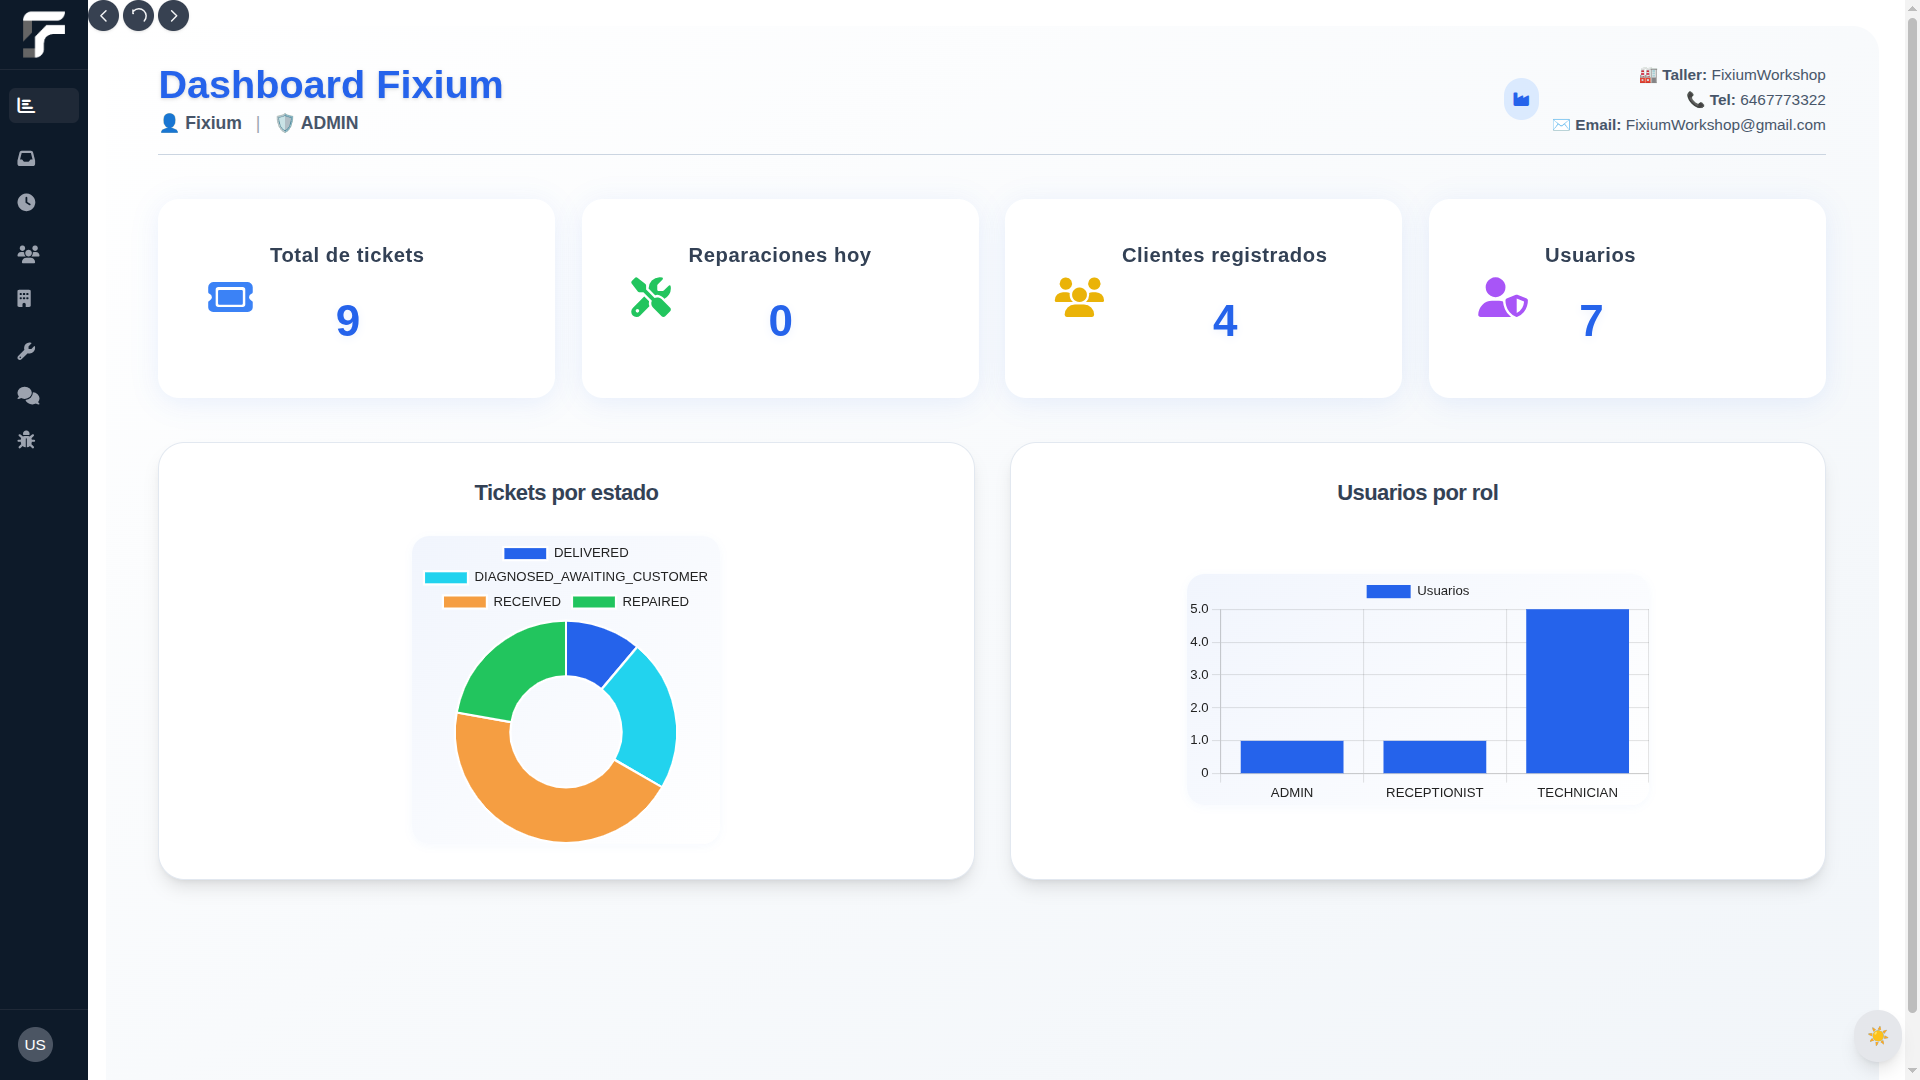 Dashboard Fixium
👤 Fixium | 🛡️ ADMIN
🏭 Taller: FixiumWorkshop
📞 Tel: 6467773322
✉️ Email: FixiumWorkshop@gmail.com
Total de tickets
9
Reparaciones hoy
0
Clientes registrados
4
Usuarios
7
Tickets por estado
DELIVERED
DIAGNOSED_AWAITING_CUSTOMER
RECEIVED REPAIRED
Usuarios por rol
Usuarios
5.0
4.0
3.0
2.0
1.0
0
ADMIN RECEPTIONIST TECHNICIAN
US